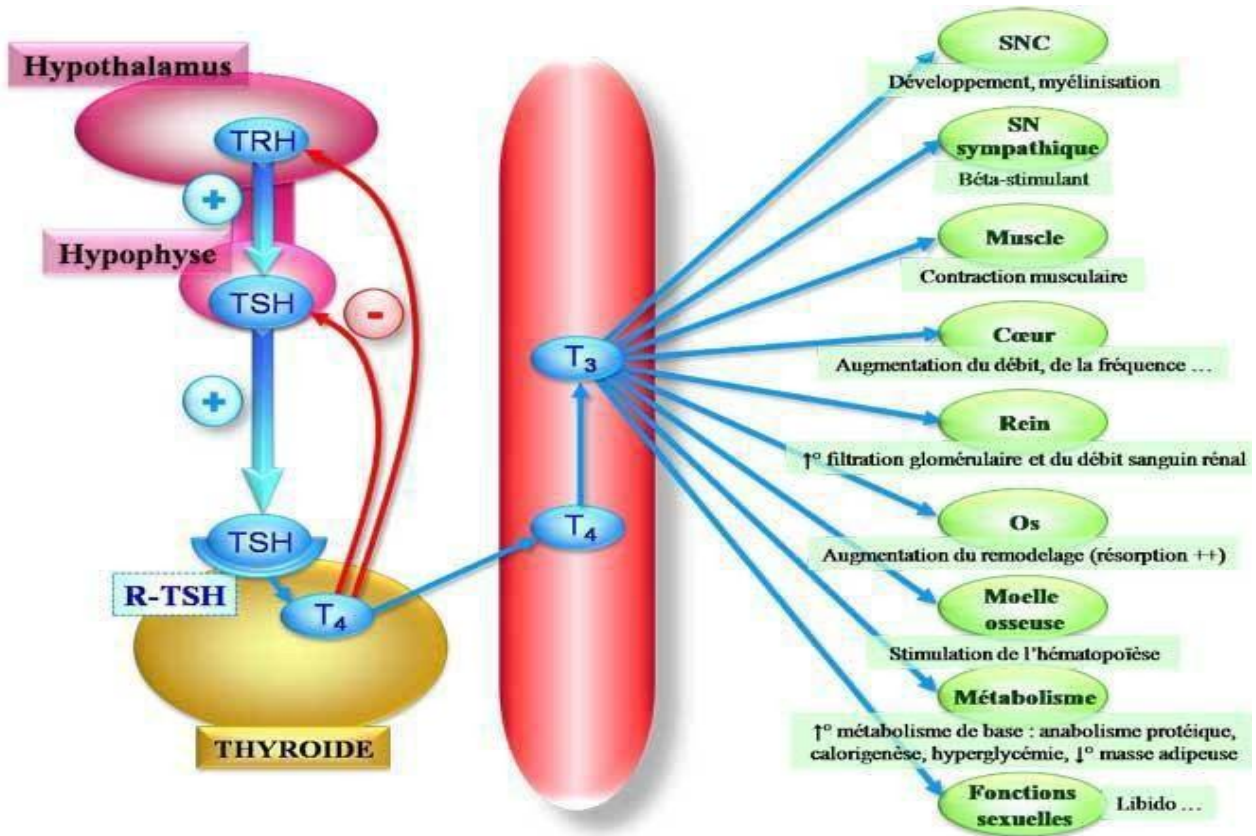 Hypothalamus
TRH
+
Hypophyse
TSH
-
+
TSH
R-TSH
T4
THYROIDE
T3
T4
SNC
Développement, myélinisation
SN
sympathique
Béta-stimulant
Muscle
Contraction musculaire
Cœur
Augmentation du débit, de la fréquence ...
Rein
↑° filtration glomérulaire et du débit sanguin rénal
Os
Augmentation du remodelage (résorption ++)
Moelle
osseuse
Stimulation de l'hématopoïèse
Métabolisme
↑° métabolisme de base : anabolisme protéique,
calorigenèse, hyperglycémie, ↓° masse adipeuse
Fonctions
sexuelles
Libido ...